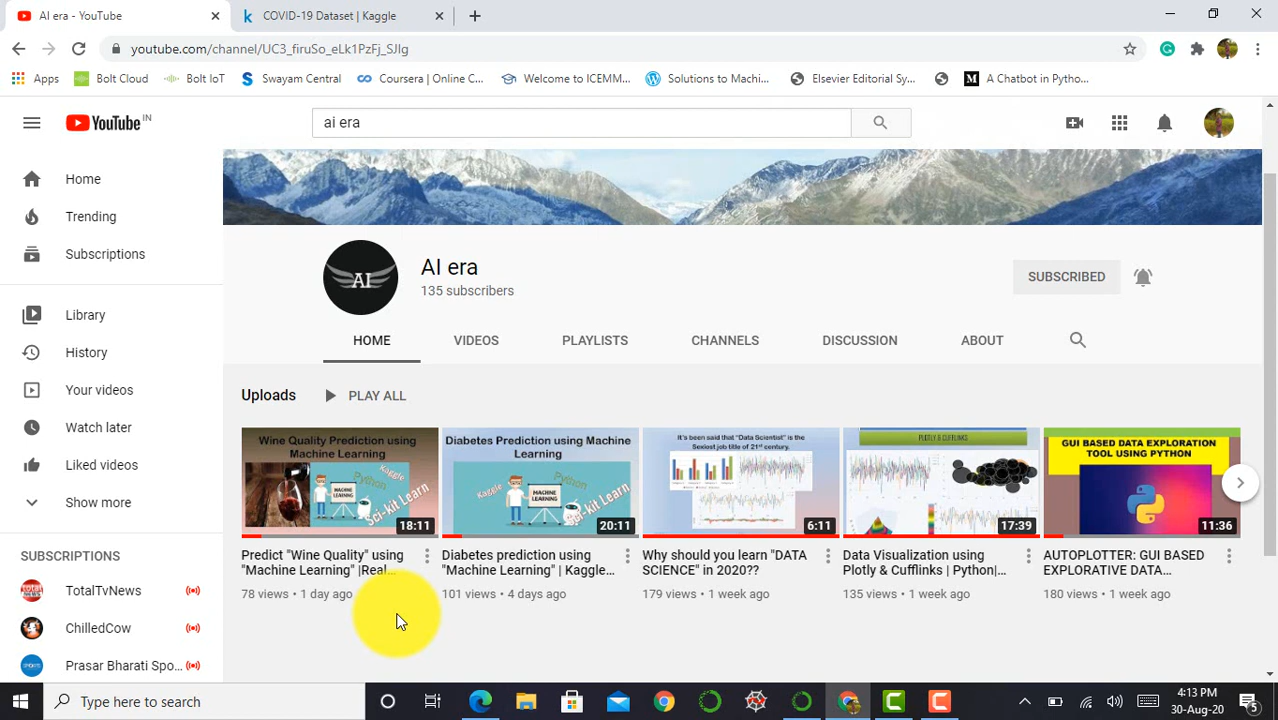 AI era - YouTube
COVID-19 Dataset | Kaggle
youtube.com/channel/UC3_firuSo_eLk1PzFj_SJIg
Apps
Bolt Cloud
Bolt IoT
Swayam Central
Coursera | Online C...
Welcome to ICEMM...
Solutions to Machi...
Elsevier Editorial Sy...
A Chatbot in Pytho...
YouTube IN
ai era
Home
Trending
Subscriptions
Library
History
Your videos
Watch later
Liked videos
Show more
SUBSCRIPTIONS
TotalTvNews
ChilledCow
Prasar Bharati Spo...
AI
AI era
135 subscribers
SUBSCRIBED
HOME
VIDEOS
PLAYLISTS
CHANNELS
DISCUSSION
ABOUT
Uploads
PLAY ALL
Wine Quality Prediction using
Machine Learning
Kaggle
Python
MACHINE
LEARNING
Sci-kit Learn
18:11
Predict "Wine Quality" using
"Machine Learning" |Real...
78 views • 1 day ago
Diabetes Prediction using Machine
Learning
Kaggle
Python
MACHINE
LEARNING
Sci-kit Learn
20:11
Diabetes prediction using
"Machine Learning" | Kaggle...
101 views • 4 days ago
It's been said that "Data Scientist" is the
Sexiest job title of 21st century.
6:11
Why should you learn "DATA
SCIENCE" in 2020??
179 views • 1 week ago
PLOTLY & CUFFLINKS
17:39
Data Visualization using
Plotly & Cufflinks | Python|...
135 views • 1 week ago
GUI BASED DATA EXPLORATION
TOOL USING PYTHON
11:36
AUTOPLOTTER: GUI BASED
EXPLORATIVE DATA...
180 views • 1 week ago
Type here to search
4:13 PM
30-Aug-20
5